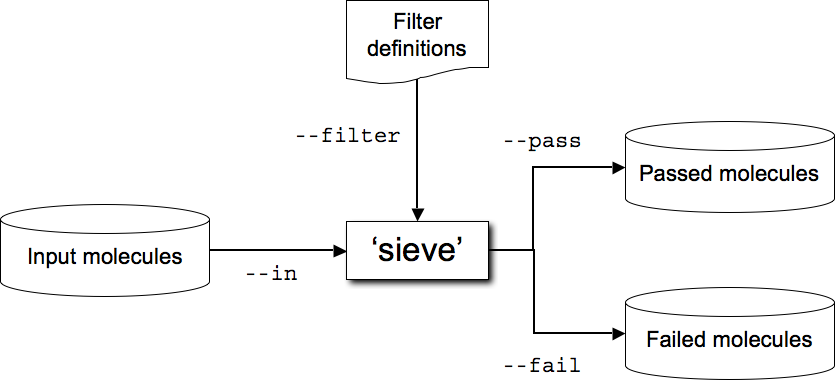 Filter
definitions
--filter
--pass
Passed molecules
Input molecules
--in
‘sieve’
Failed molecules
--fail